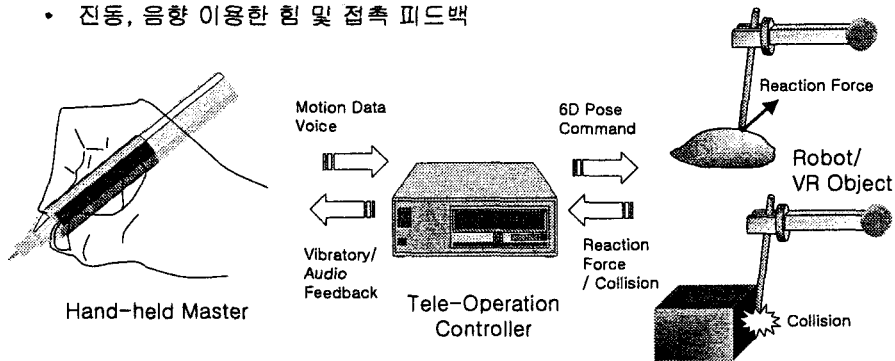 • 진동, 음향 이용한 힘 및 접촉 피드백
Motion Data
Voice
6D Pose
Command
Reaction Force
Robot/
VR Object
Vibratory/
Audio
Feedback
Reaction
Force
/ Collision
Hand-held Master
Tele-Operation
Controller
Collision